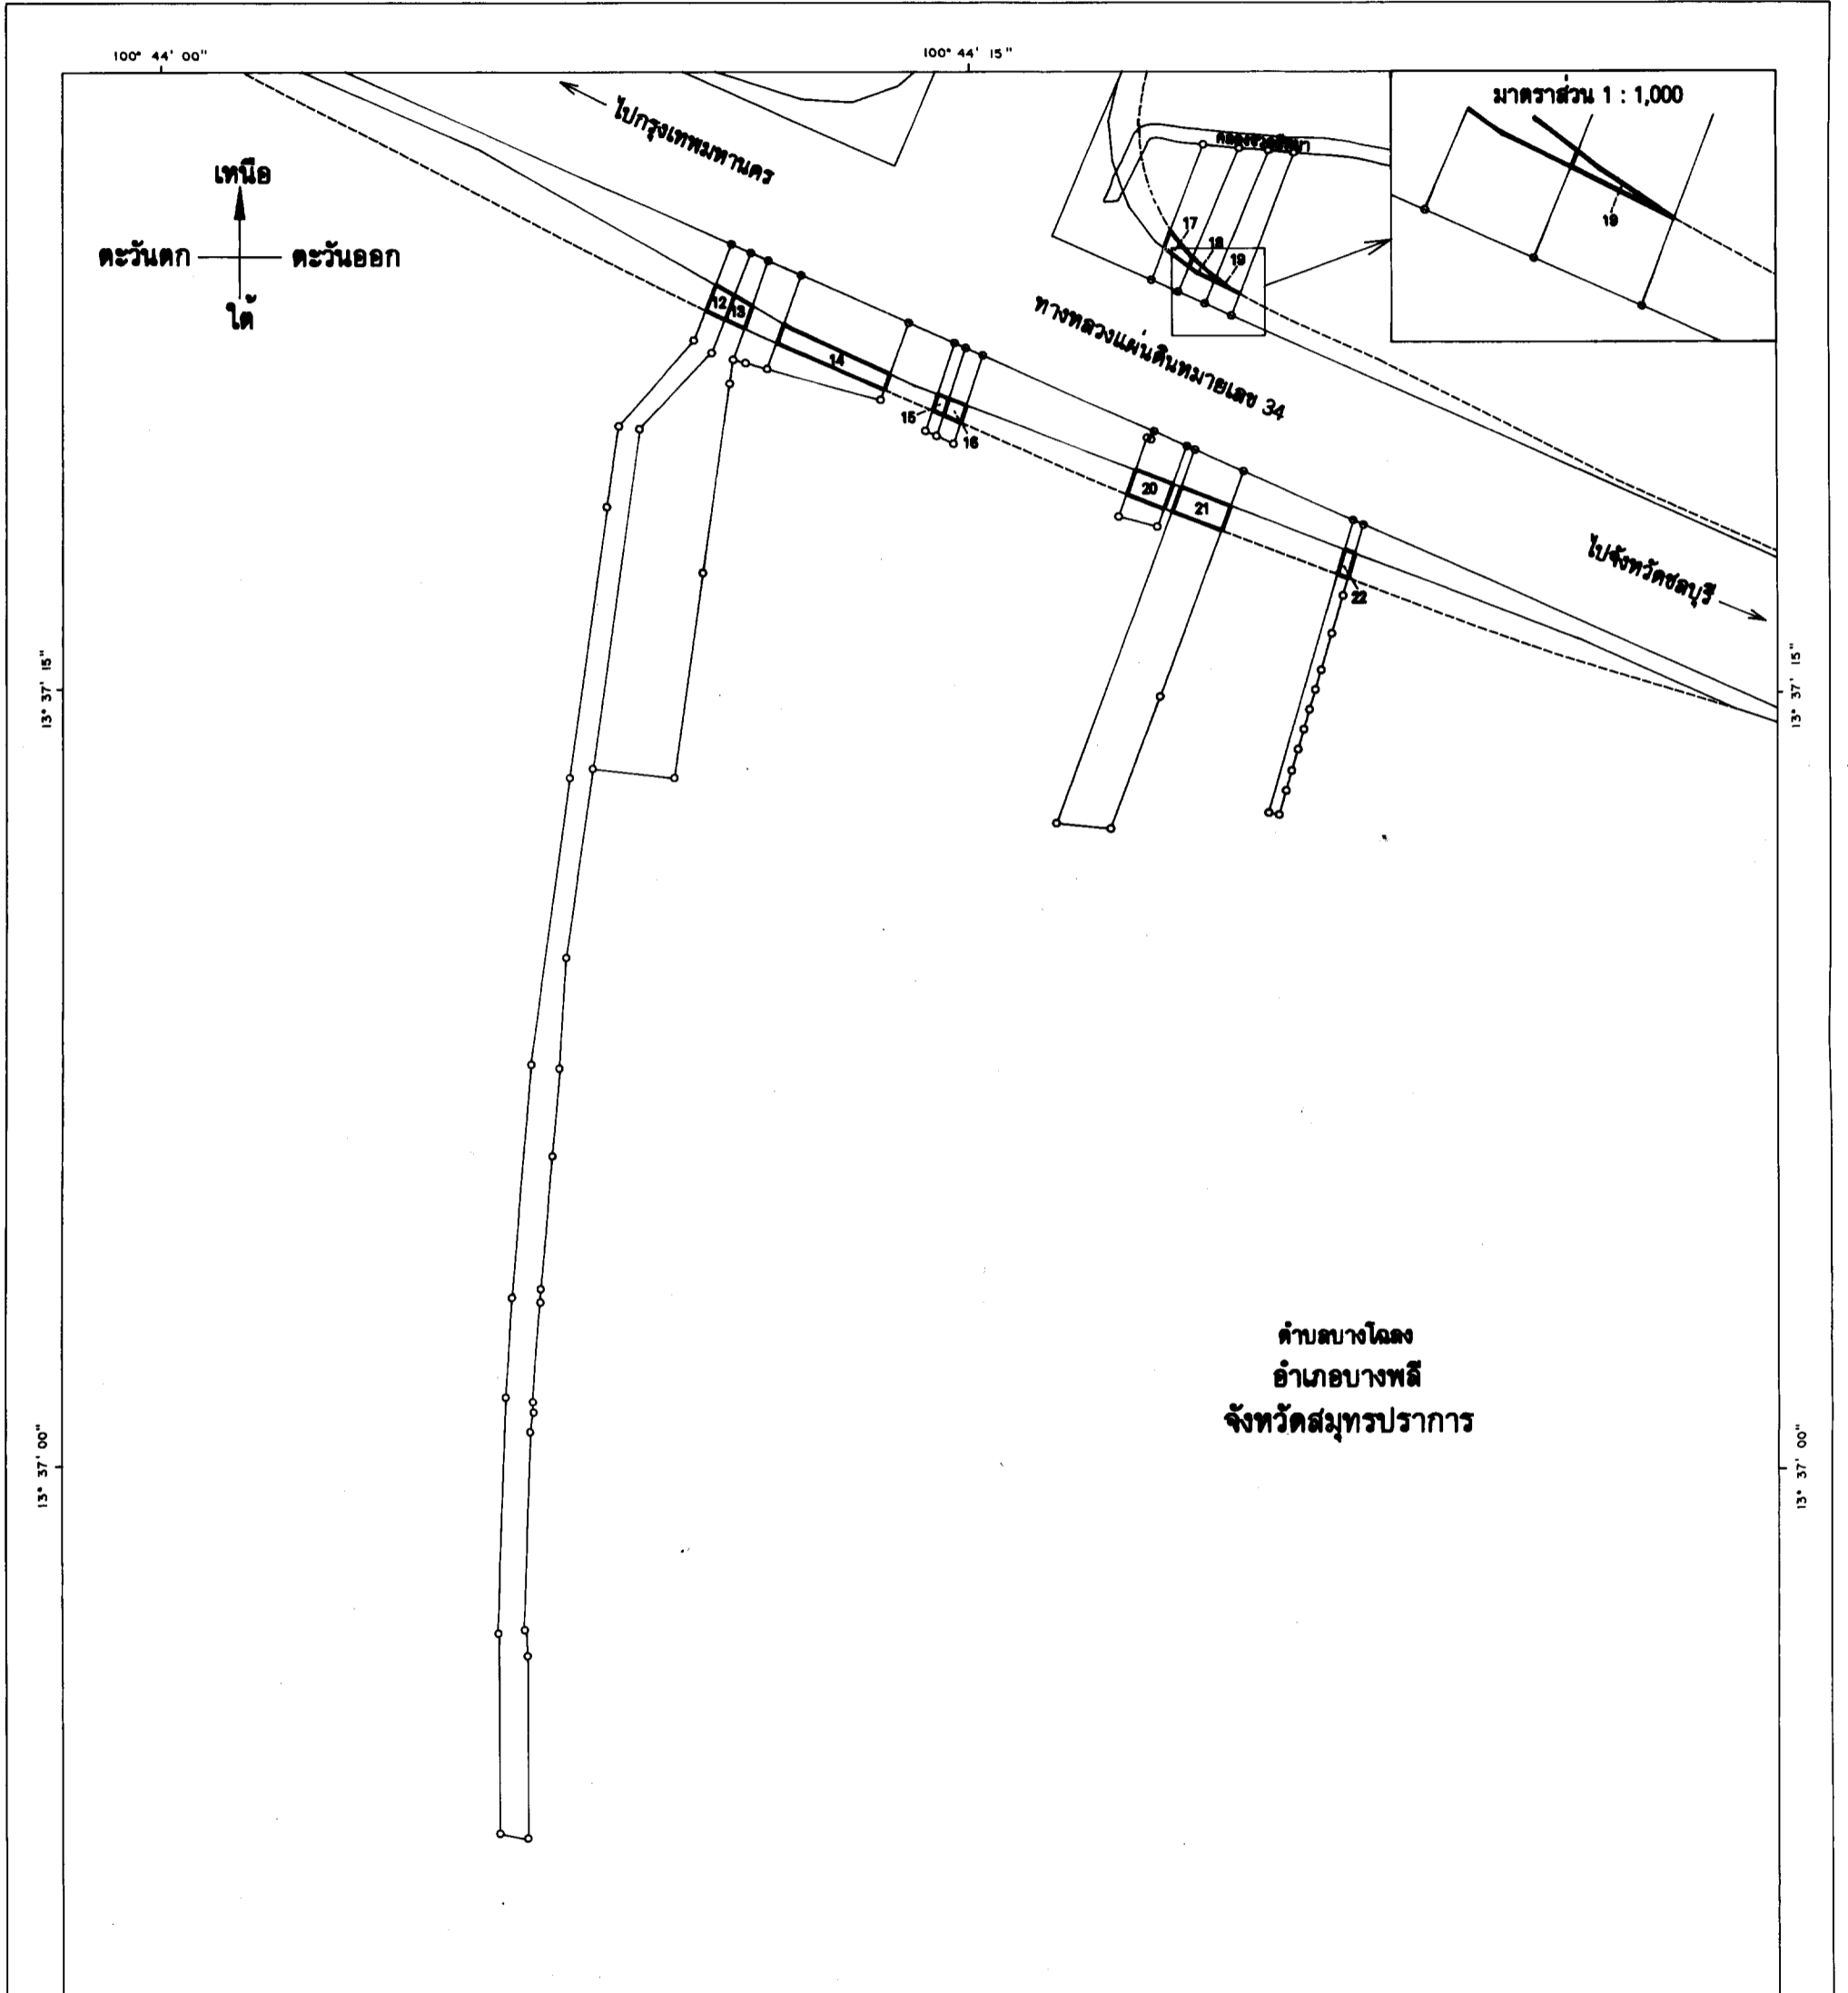 100° 44' 00"
100° 44' 15"
มาตราส่วน 1 : 1,000
19
ไปกรุงเทพมหานคร
เหนือ
ตะวันตก
ตะวันออก
ใต้
17
18
19
ทางหลวงแผ่นดินหมายเลข 34
12
13
14
15
16
20
21
22
ไปจังหวัดชลบุรี
13° 37' 15"
13° 37' 15"
ตำบลบางโฉลง
อำเภอบางพลี
จังหวัดสมุทรปราการ
13° 37' 00"
13° 37' 00"